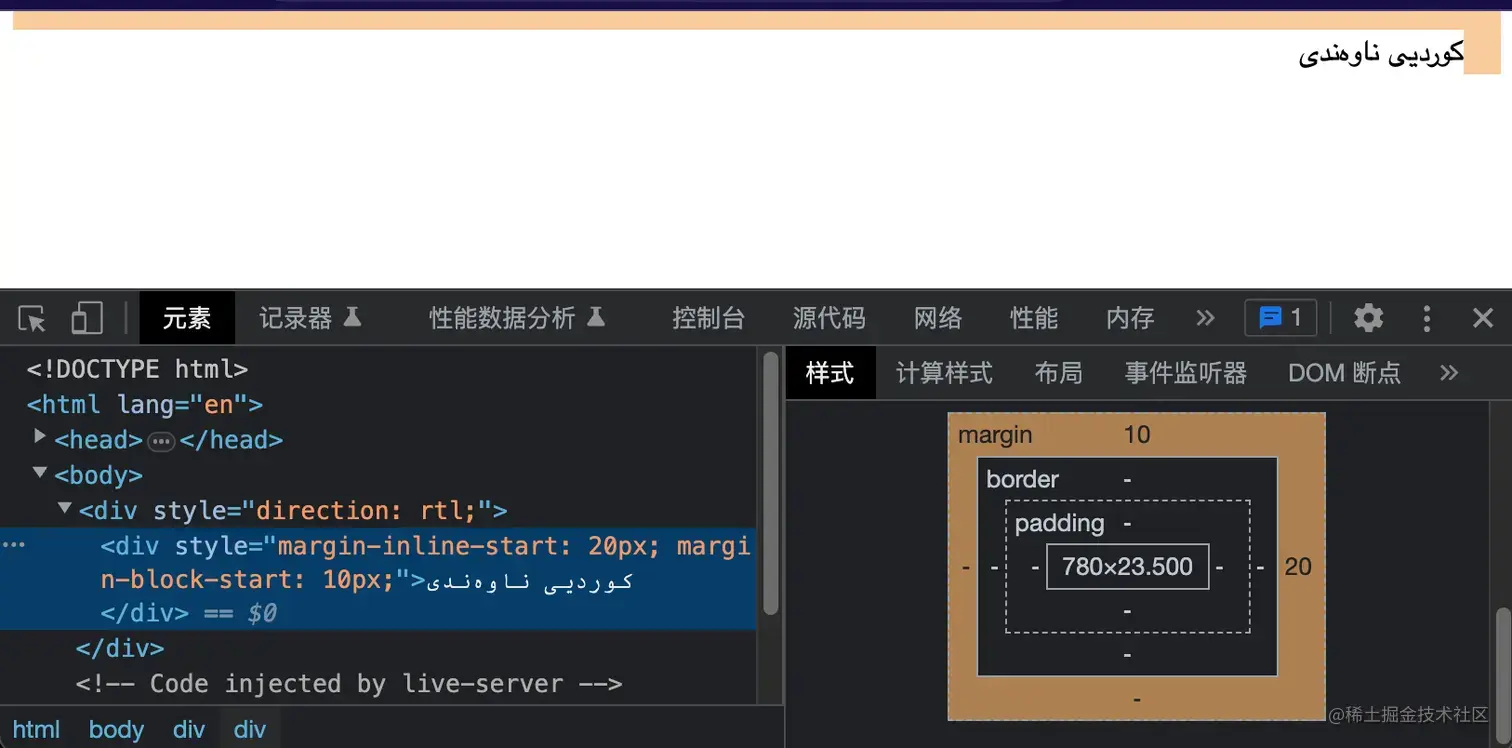 کوردیی ناوەندی
元素 记录器 性能数据分析 控制台 源代码 网络 性能 内存 » 1
<!DOCTYPE html>
<html lang="en">
<head>…</head>
<body>
<div style="direction: rtl;">
<div style="margin-inline-start: 20px; margi
n-block-start: 10px;">کوردیی ناوەندی
</div> == $0
</div>
<!-- Code injected by live-server -->
html body div div
样式 计算样式 布局 事件监听器 DOM 断点 »
margin 10
border -
padding -
- - - 780×23.500 - - 20
-
-
-
@稀土掘金技术社区